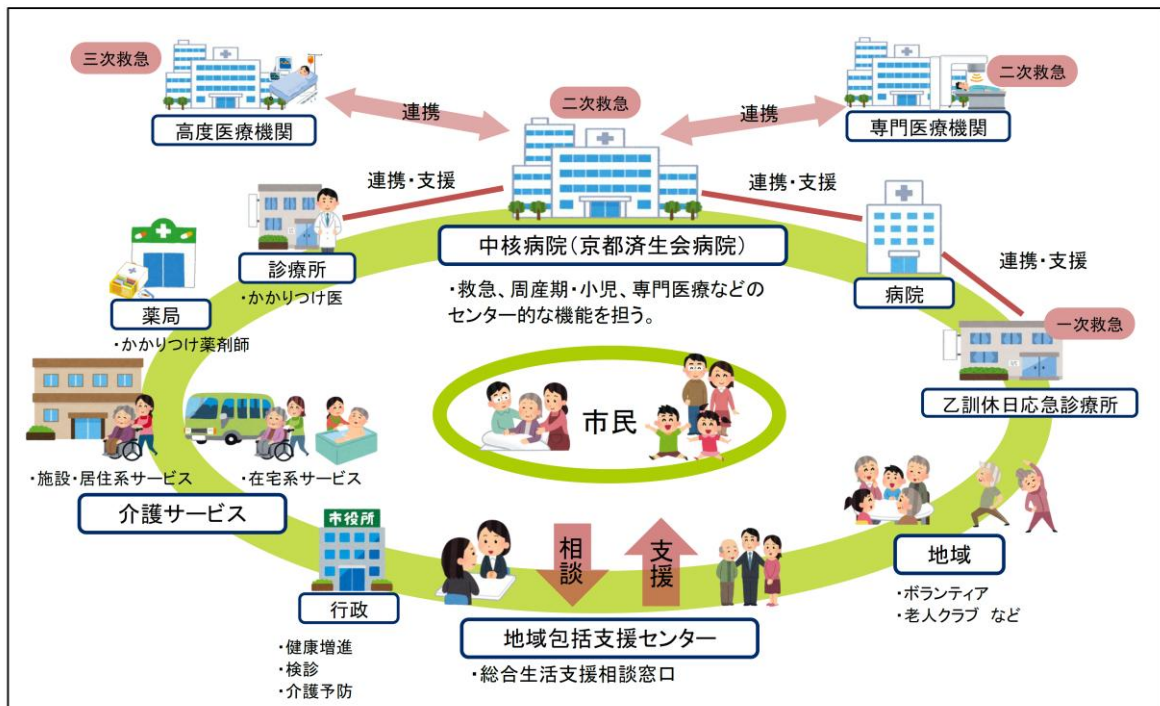 三次救急
高度医療機関
連携
二次救急
連携
二次救急
専門医療機関
連携・支援
連携・支援
中核病院(京都済生会病院)
・救急、周産期・小児、専門医療などの
センター的な機能を担う。
診療所
・かかりつけ医
薬局
・かかりつけ薬剤師
病院
連携・支援
一次救急
乙訓休日応急診療所
市民
・施設・居住系サービス
・在宅系サービス
介護サービス
市役所
行政
・健康増進
・検診
・介護予防
相談
支援
地域包括支援センター
・総合生活支援相談窓口
地域
・ボランティア
・老人クラブ など